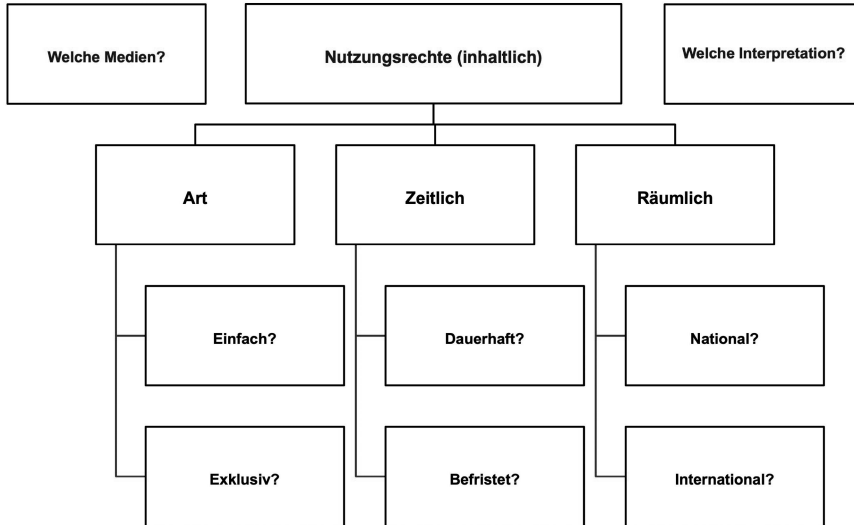 Welche Medien?
Nutzungsrechte (inhaltlich)
Welche Interpretation?
Art
Zeitlich
Räumlich
Einfach?
Dauerhaft?
National?
Exklusiv?
Befristet?
International?